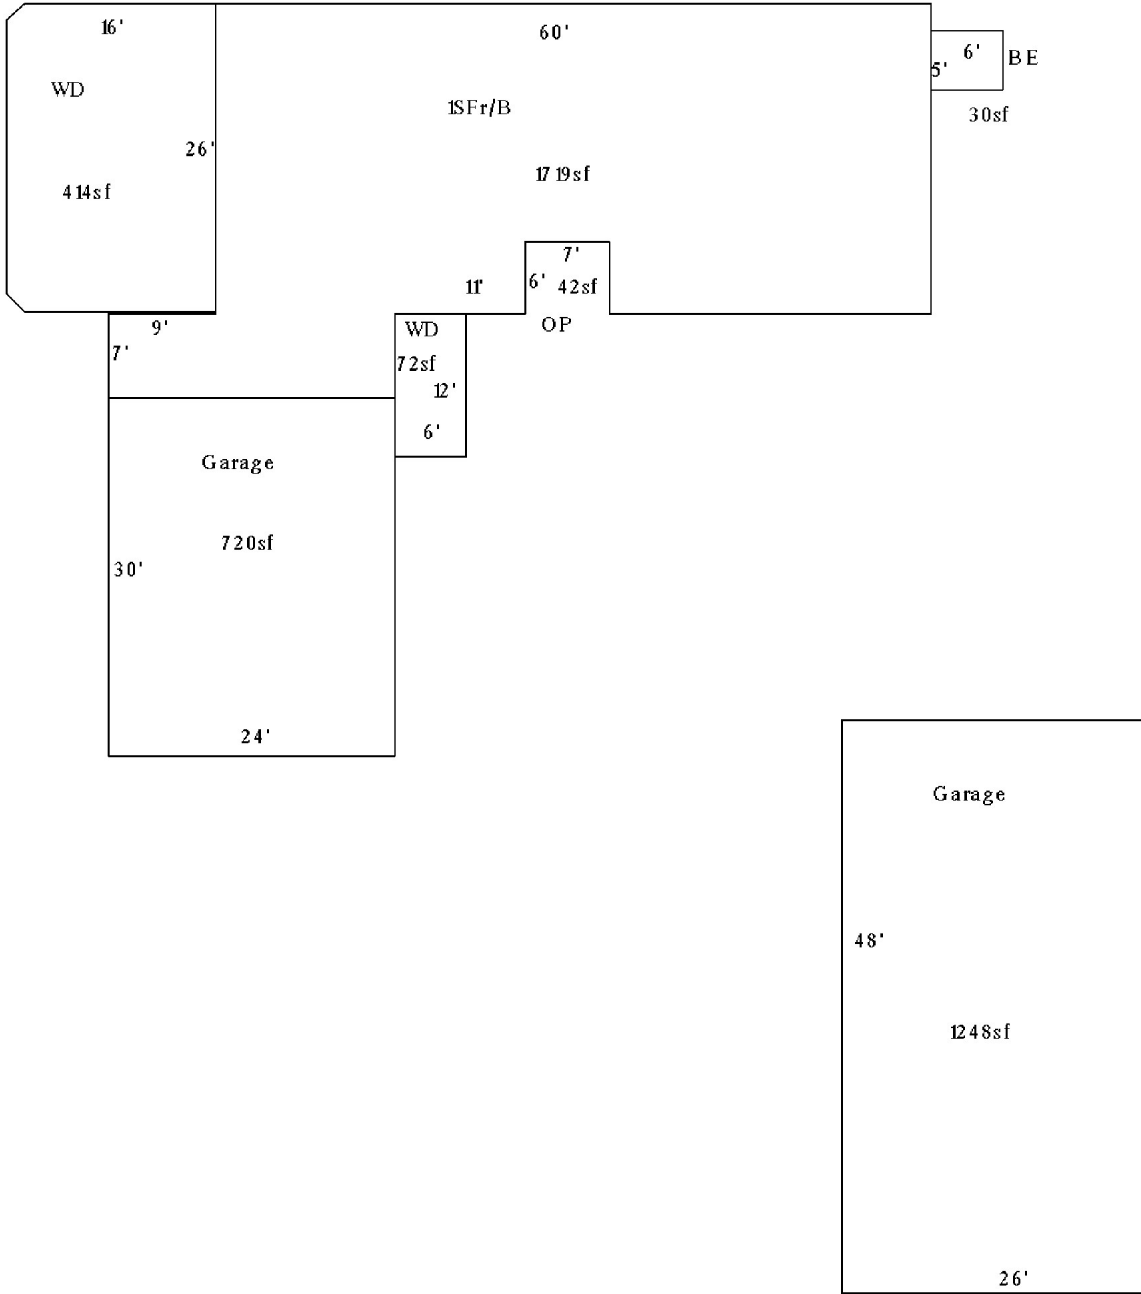 16'
60'
6'
BE
5'
WD
30sf
1SFr/B
26'
1719sf
414sf
7'
11'
6'
42sf
9'
WD
OP
7'
72sf
12'
6'
Garage
720sf
30'
24'
Garage
48'
1248sf
26'